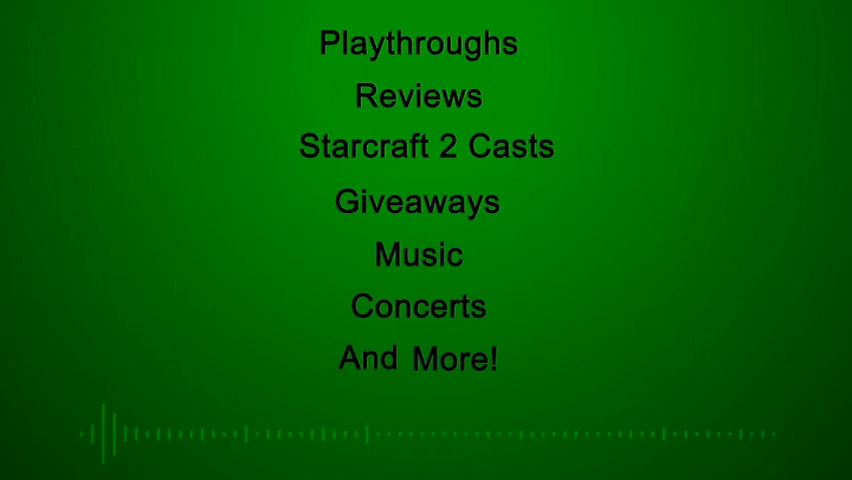 Playthroughs
Reviews
Starcraft 2 Casts
Giveaways
Music
Concerts
And More!